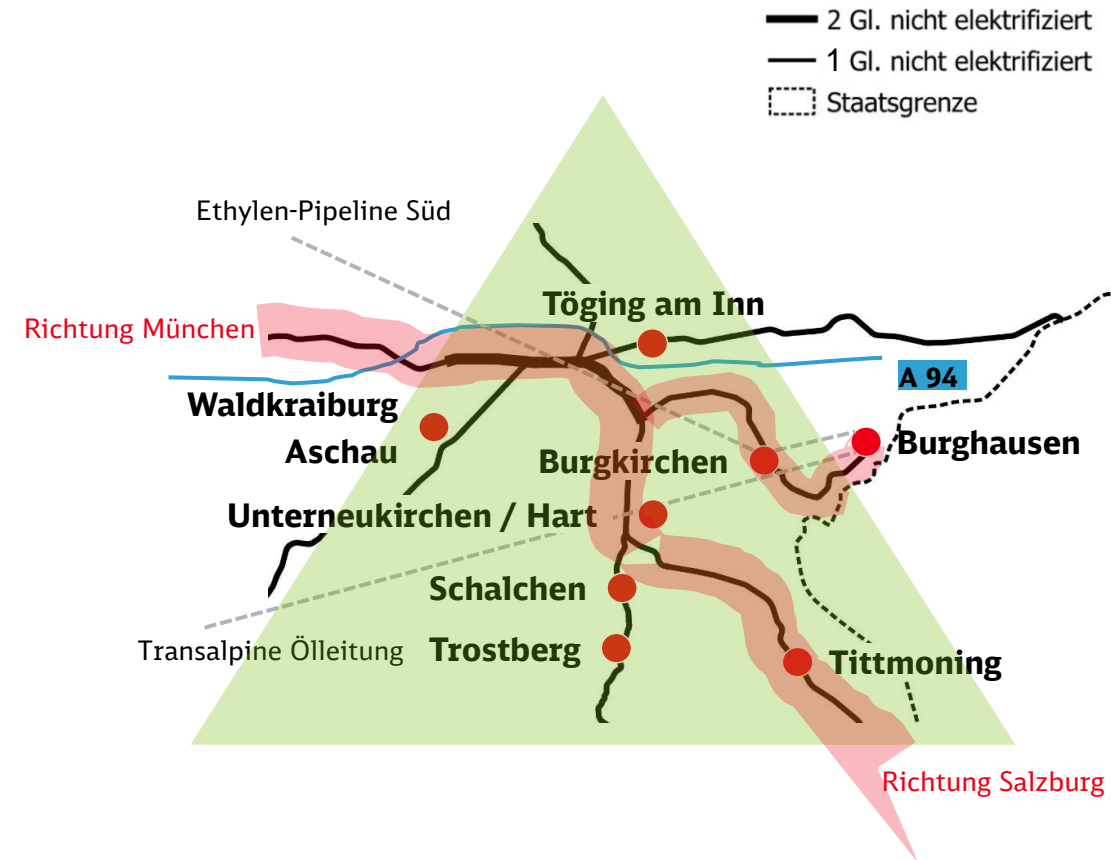 2 Gl. nicht elektrifiziert
1 Gl. nicht elektrifiziert
Staatsgrenze
Ethylen-Pipeline Süd
Töging am Inn
Richtung München
A 94
Waldkraiburg
Aschau
Burghausen
Burgkirchen
Unterneukirchen / Hart
Schalchen
Transalpine Ölleitung
Trostberg
Tittmoning
Richtung Salzburg